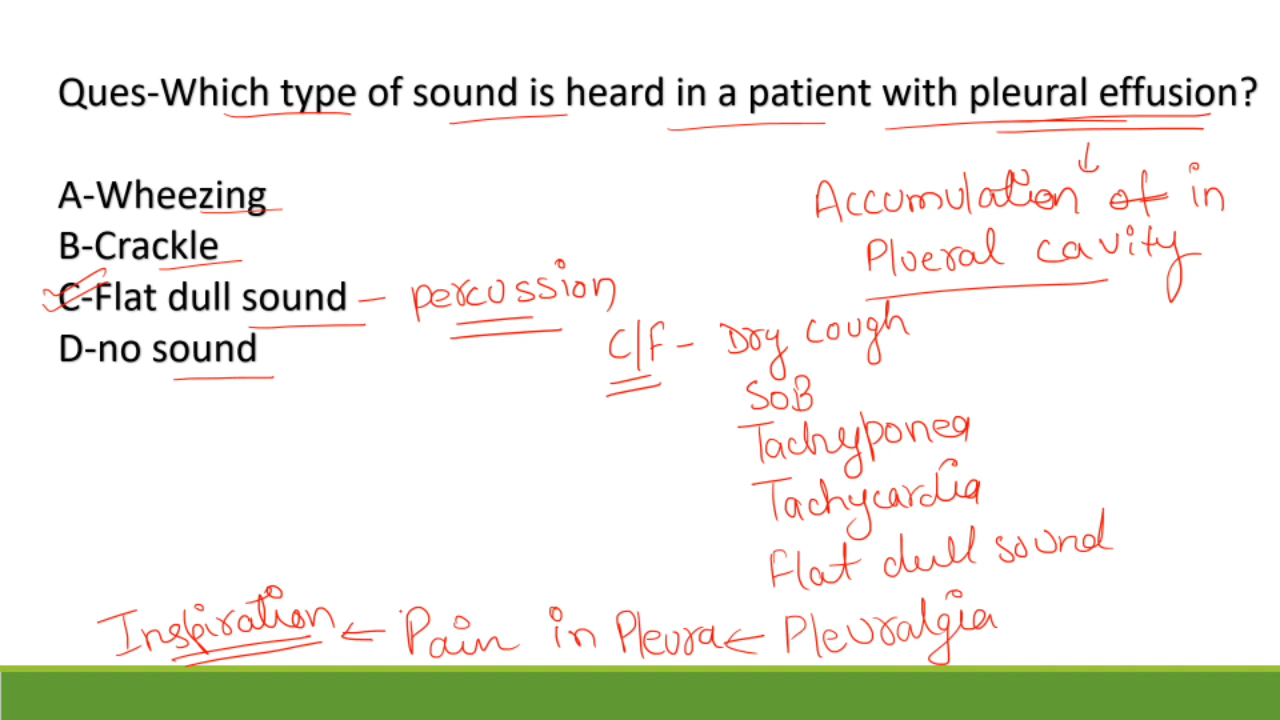 Ques-Which type of sound is heard in a patient with pleural effusion?
A-Wheezing
B-Crackle
C-Flat dull sound - percussion
D-no sound
↓
Accumulation of in
Plueral cavity
C/F - Dry cough
SOB
Tachyponea
Tachycardia
Flat dull sound
Inspiration ← Pain in Pleura ← Pleuralgia